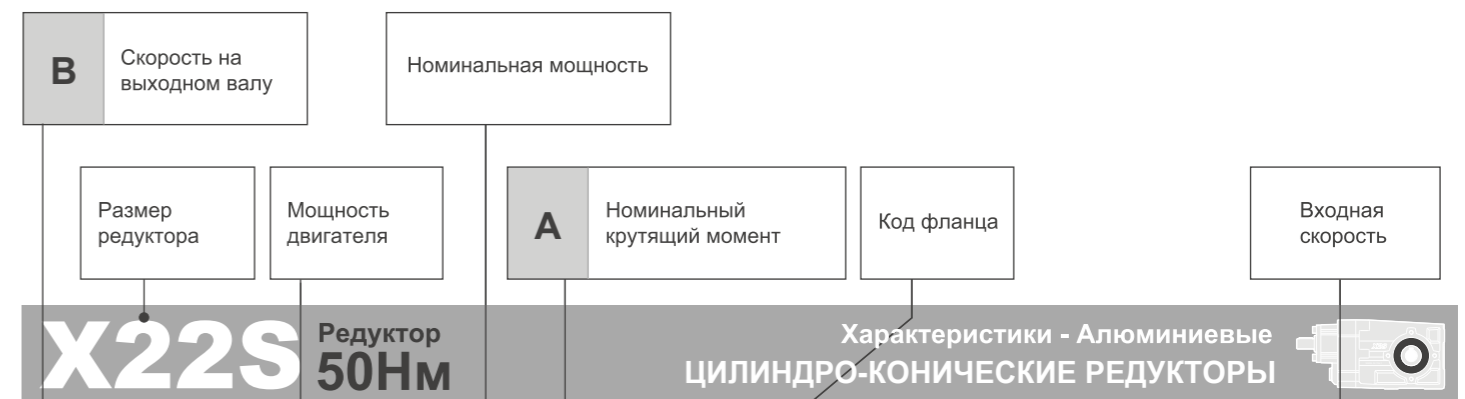 B
Скорость на
выходном валу
Номинальная мощность
Размер
редуктора
Мощность
двигателя
A
Номинальный
крутящий момент
Код фланца
Входная
скорость
X22S
Редуктор
50Нм
Характеристики - Алюминиевые
ЦИЛИНДРО-КОНИЧЕСКИЕ РЕДУКТОРЫ